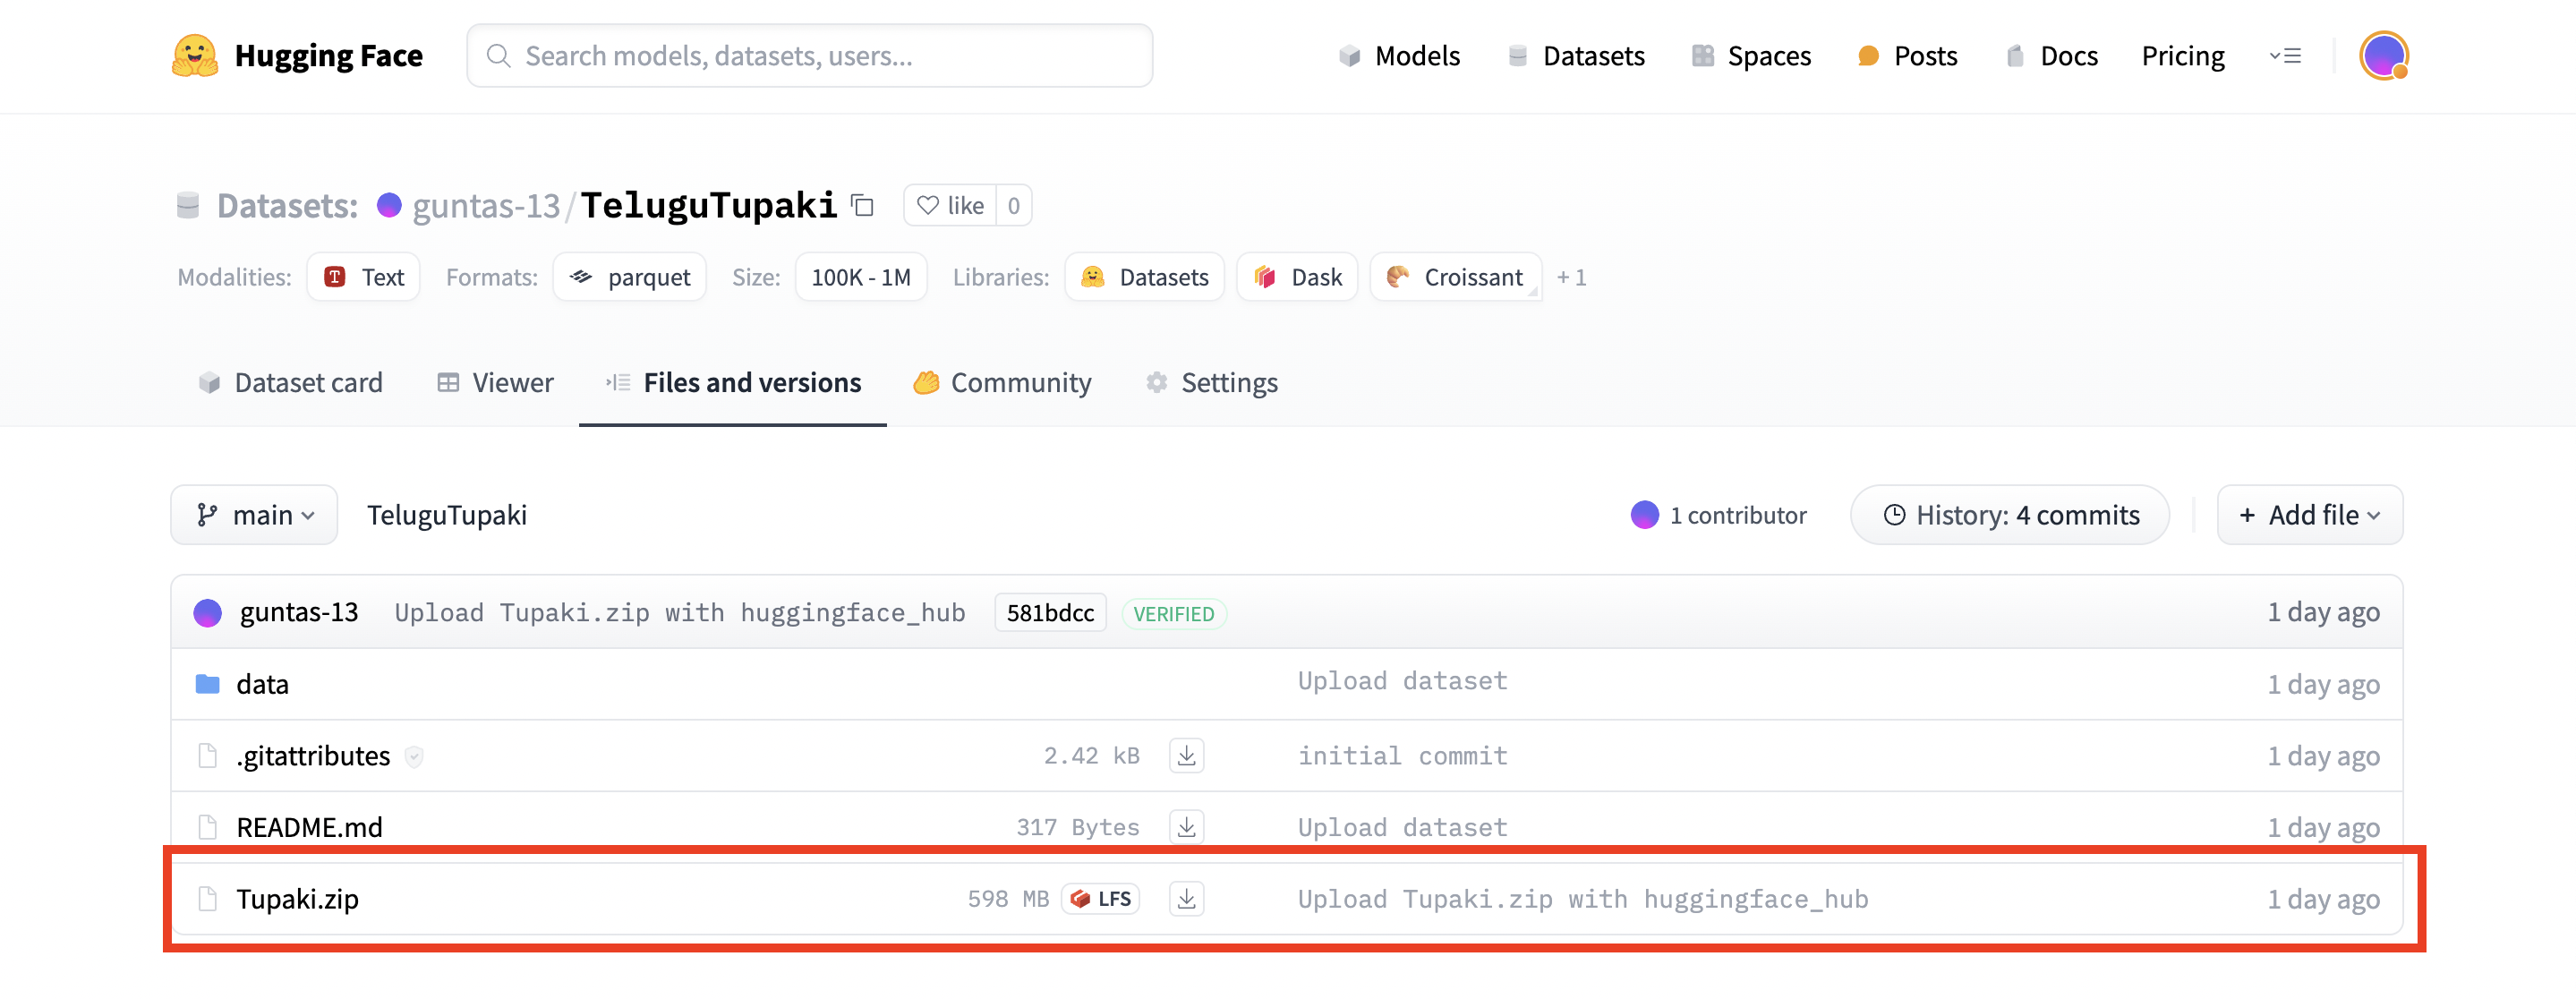 Hugging Face Search models, datasets, users... Models Datasets Spaces Posts Docs Pricing
Datasets: guntas-13/TeluguTupaki like 0
Modalities: Text Formats: parquet Size: 100K - 1M Libraries: Datasets Dask Croissant + 1
Dataset card Viewer Files and versions Community Settings
main TeluguTupaki 1 contributor History: 4 commits + Add file
guntas-13 Upload Tupaki.zip with huggingface_hub 581bdcc VERIFIED 1 day ago
data Upload dataset 1 day ago
.gitattributes 2.42 kB initial commit 1 day ago
README.md 317 Bytes Upload dataset 1 day ago
Tupaki.zip 598 MB LFS Upload Tupaki.zip with huggingface_hub 1 day ago